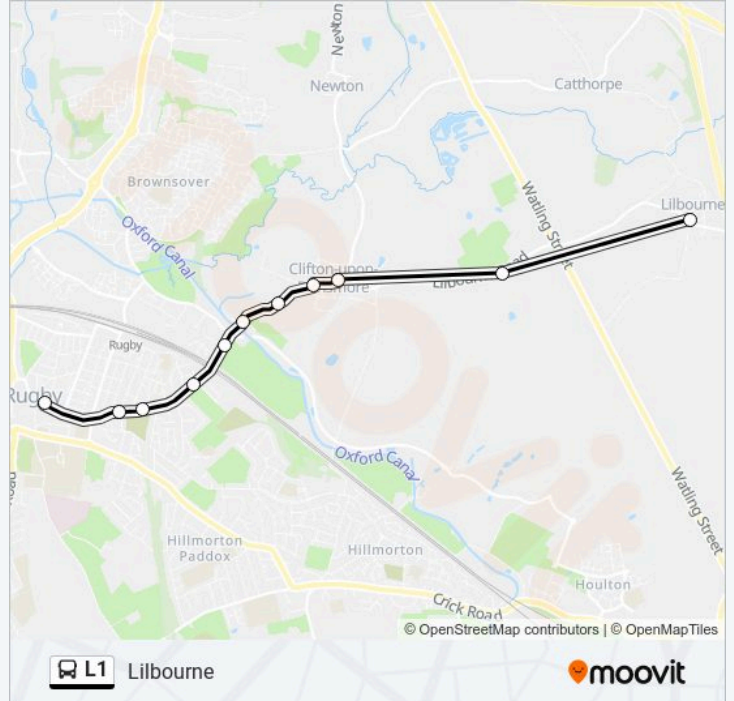 Newton
Newton
Catthorpe
Brownsover
Watling Street
Lilbourne
Oxford Canal
Clifton-upon-
Rugby
Rugby
Oxford Canal
Watling Street
Hillmorton
Paddox
Hillmorton
Houlton
Crick Road
© OpenStreetMap contributors | © OpenMapTiles
L1 Lilbourne
moovit